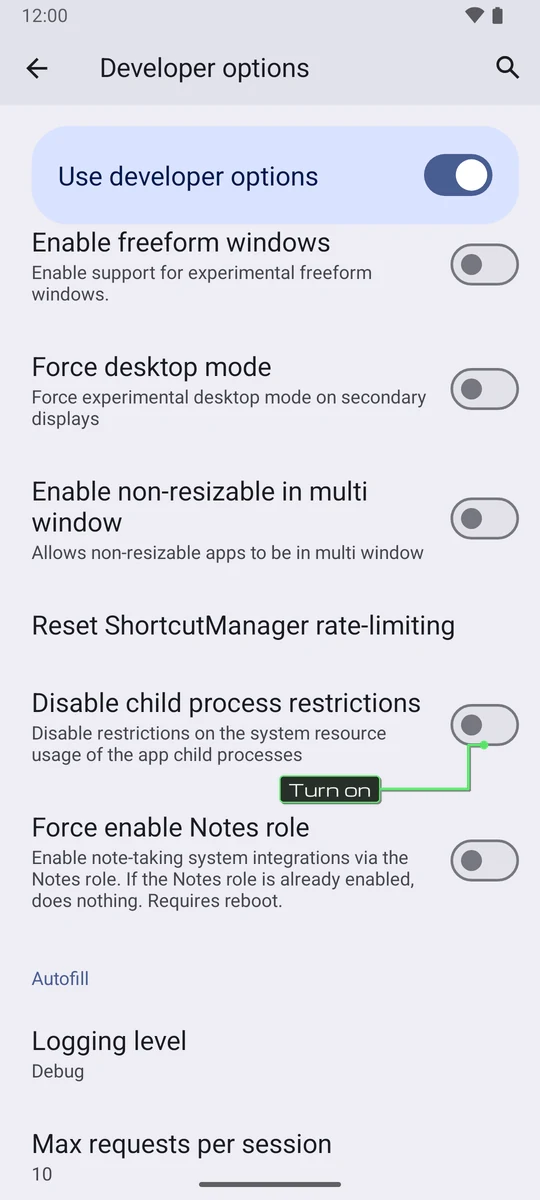 12:00
Developer options
Use developer options
Enable freeform windows
Enable support for experimental freeform
windows.
Force desktop mode
Force experimental desktop mode on secondary
displays
Enable non-resizable in multi
window
Allows non-resizable apps to be in multi window
Reset ShortcutManager rate-limiting
Disable child process restrictions
Disable restrictions on the system resource
usage of the app child processes
Turn on
Force enable Notes role
Enable note-taking system integrations via the
Notes role. If the Notes role is already enabled,
does nothing. Requires reboot.
Autofill
Logging level
Debug
Max requests per session
10